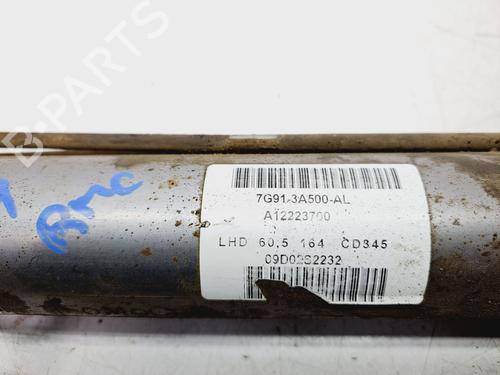 7G91-3A500-AL
A12223700
LHD 60,5 164 CD345
09D02S2232
B-PARTS